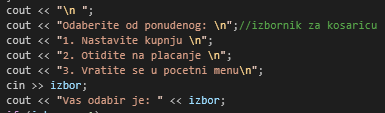 cout << "\n ";
cout << "Odaberite od ponudenog: \n";//izbornik za kosaricu
cout << "1. Nastavite kupnju \n";
cout << "2. Otidite na placanje \n";
cout << "3. Vratite se u pocetni menu\n";
cin >> izbor;
cout << "Vas odabir je: " << izbor;